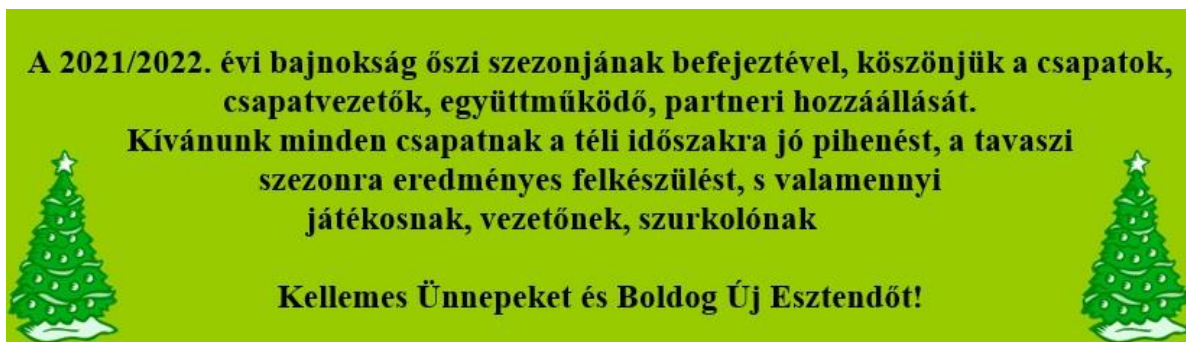 A 2021/2022. évi bajnokság őszi szezonjának befejeztével, köszönjük a csapatok,
csapatvezetők, együttműködő, partneri hozzáállását.
Kívánunk minden csapatnak a téli időszakra jó pihenést, a tavaszi
szezonra eredményes felkészülést, s valamennyi
játékosnak, vezetőnek, szurkolónak
Kellemes Ünnepeket és Boldog Új Esztendőt!